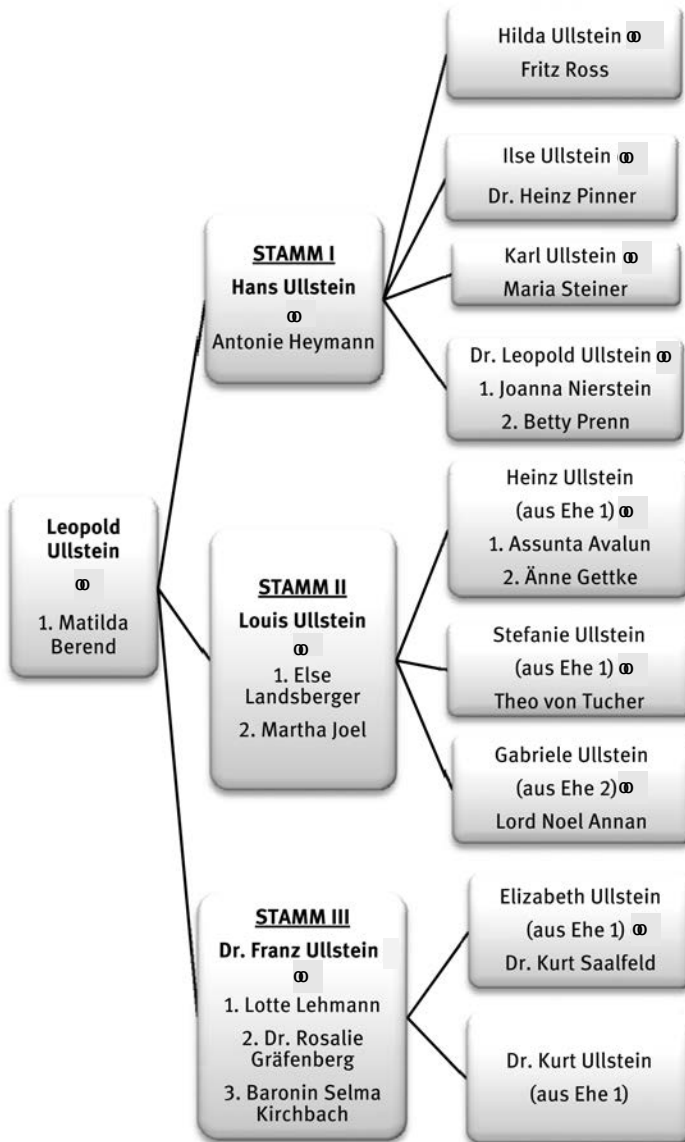 Hilda Ullstein ⚭
Fritz Ross
Ilse Ullstein ⚭
Dr. Heinz Pinner
Karl Ullstein ⚭
Maria Steiner
Dr. Leopold Ullstein ⚭
1. Joanna Nierstein
2. Betty Prenn
STAMM I
Hans Ullstein
⚭
Antonie Heymann
Leopold
Ullstein
⚭
1. Matilda
Berend
Heinz Ullstein
(aus Ehe 1) ⚭
1. Assunta Avalun
2. Änne Gettke
Stefanie Ullstein
(aus Ehe 1) ⚭
Theo von Tucher
Gabriele Ullstein
(aus Ehe 2) ⚭
Lord Noel Annan
STAMM II
Louis Ullstein
⚭
1. Else
Landsberger
2. Martha Joel
STAMM III
Dr. Franz Ullstein
⚭
1. Lotte Lehmann
2. Dr. Rosalie
Gräfenberg
3. Baronin Selma
Kirchbach
Elizabeth Ullstein
(aus Ehe 1) ⚭
Dr. Kurt Saalfeld
Dr. Kurt Ullstein
(aus Ehe 1)